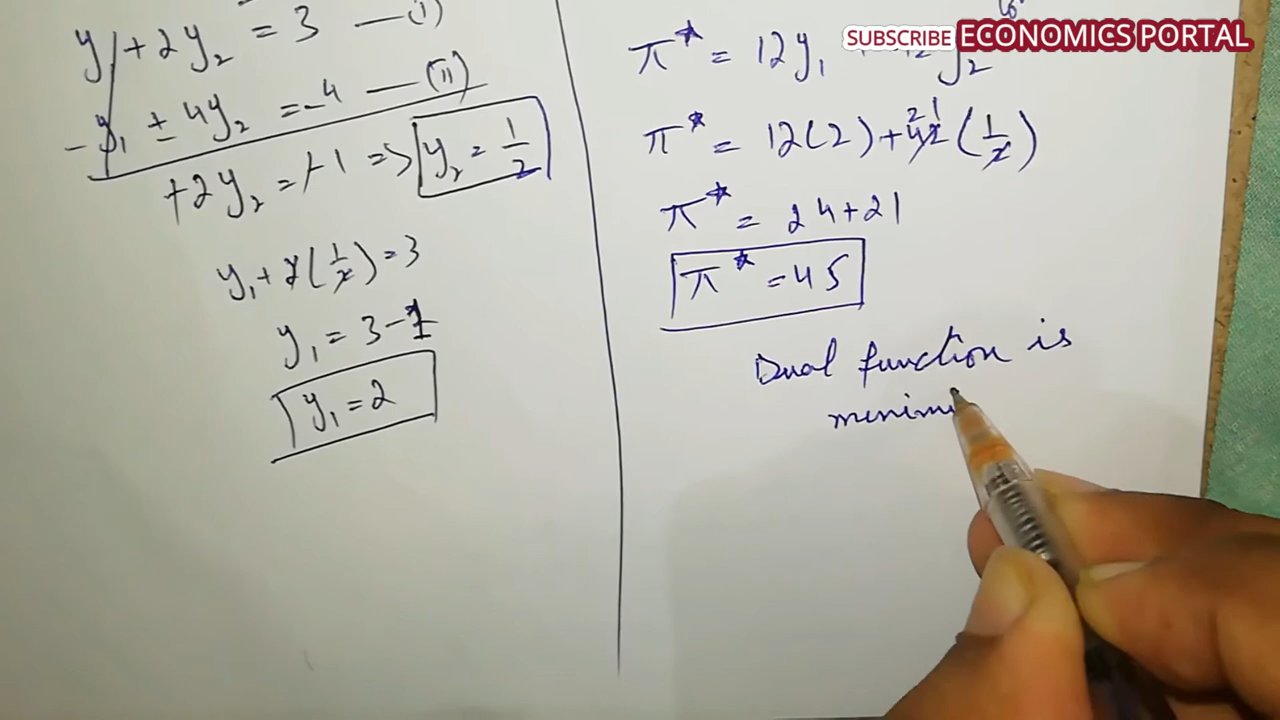 SUBSCRIBE ECONOMICS PORTAL
y₁ + 2y₂ = 3 — (i)
- y₁ ± 4y₂ = -4 — (ii)
+2y₂ = +1 => y₂ = 1/2
y₁ + 2(1/2) = 3
y₁ = 3 - 1
y₁ = 2
π* = 12y₁ + 42y₂
π* = 12(2) + 42(1/2)
π* = 24 + 21
π* = 45
Dual function is
minim